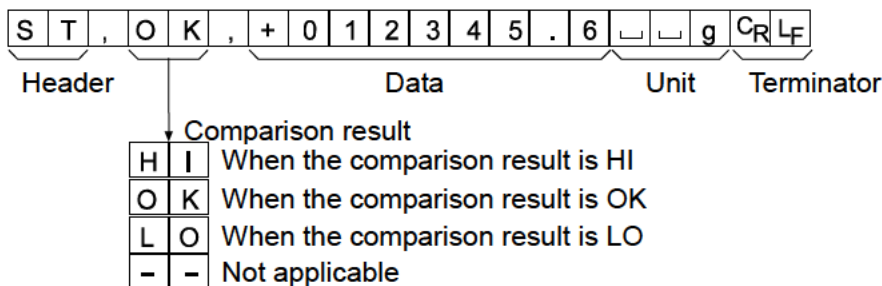 S T , O K , + 0 1 2 3 4 5 . 6 ⎵ ⎵ g CR LF
Header Data Unit Terminator
Comparison result
H I When the comparison result is HI
O K When the comparison result is OK
L O When the comparison result is LO
- - Not applicable